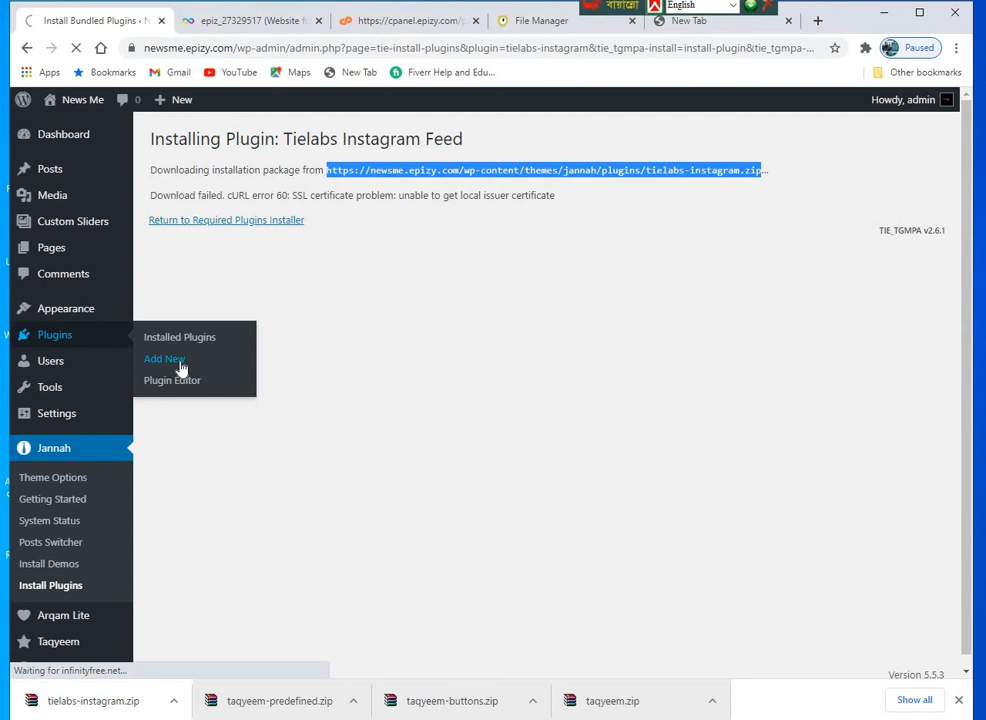 Install Bundled Plugins ‹ N
epiz_27329517 (Website fo
https://cpanel.epizy.com/p
File Manager
New Tab
বায়ান্নো
English
newsme.epizy.com/wp-admin/admin.php?page=tie-install-plugins&plugin=tielabs-instagram&tie_tgmpa-install=install-plugin&tie_tgmpa-...
Paused
Apps
Bookmarks
Gmail
YouTube
Maps
New Tab
Fiverr Help and Edu...
Other bookmarks
News Me
0
New
Howdy, admin
Dashboard
Posts
Media
Custom Sliders
Pages
Comments
Appearance
Plugins
Users
Tools
Settings
Jannah
Theme Options
Getting Started
System Status
Posts Switcher
Install Demos
Install Plugins
Arqam Lite
Taqyeem
Installed Plugins
Add New
Plugin Editor
Installing Plugin: Tielabs Instagram Feed
Downloading installation package from https://newsme.epizy.com/wp-content/themes/jannah/plugins/tielabs-instagram.zip...
Download failed. cURL error 60: SSL certificate problem: unable to get local issuer certificate
Return to Required Plugins Installer
TIE_TGMPA v2.6.1
Version 5.5.3
Waiting for infinityfree.net...
tielabs-instagram.zip
taqyeem-predefined.zip
taqyeem-buttons.zip
taqyeem.zip
Show all